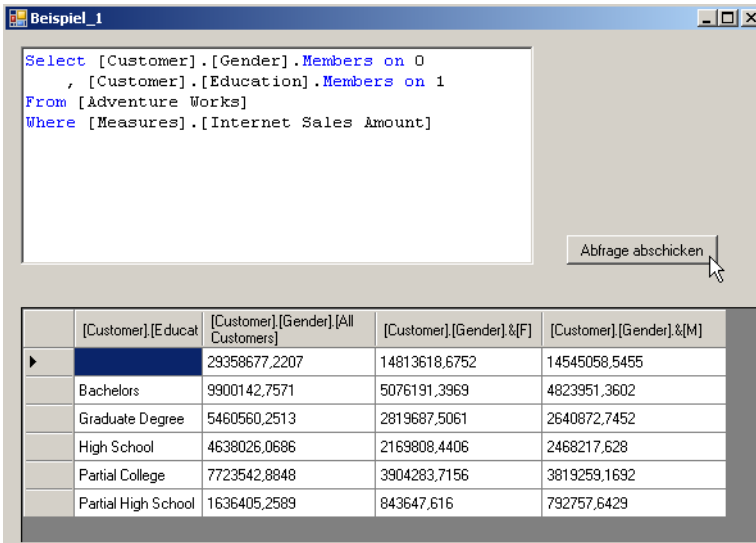 Beispiel_1
Select [Customer].[Gender].Members on 0
, [Customer].[Education].Members on 1
From [Adventure Works]
Where [Measures].[Internet Sales Amount]
Abfrage abschicken
[Customer].[Educat [Customer].[Gender].[All Customers] [Customer].[Gender].&[F] [Customer].[Gender].&[M]
29358677,2207 14813618,6752 14545058,5455
Bachelors 9900142,7571 5076191,3969 4823951,3602
Graduate Degree 5460560,2513 2819687,5061 2640872,7452
High School 4638026,0686 2169808,4406 2468217,628
Partial College 7723542,8848 3904283,7156 3819259,1692
Partial High School 1636405,2589 843647,616 792757,6429